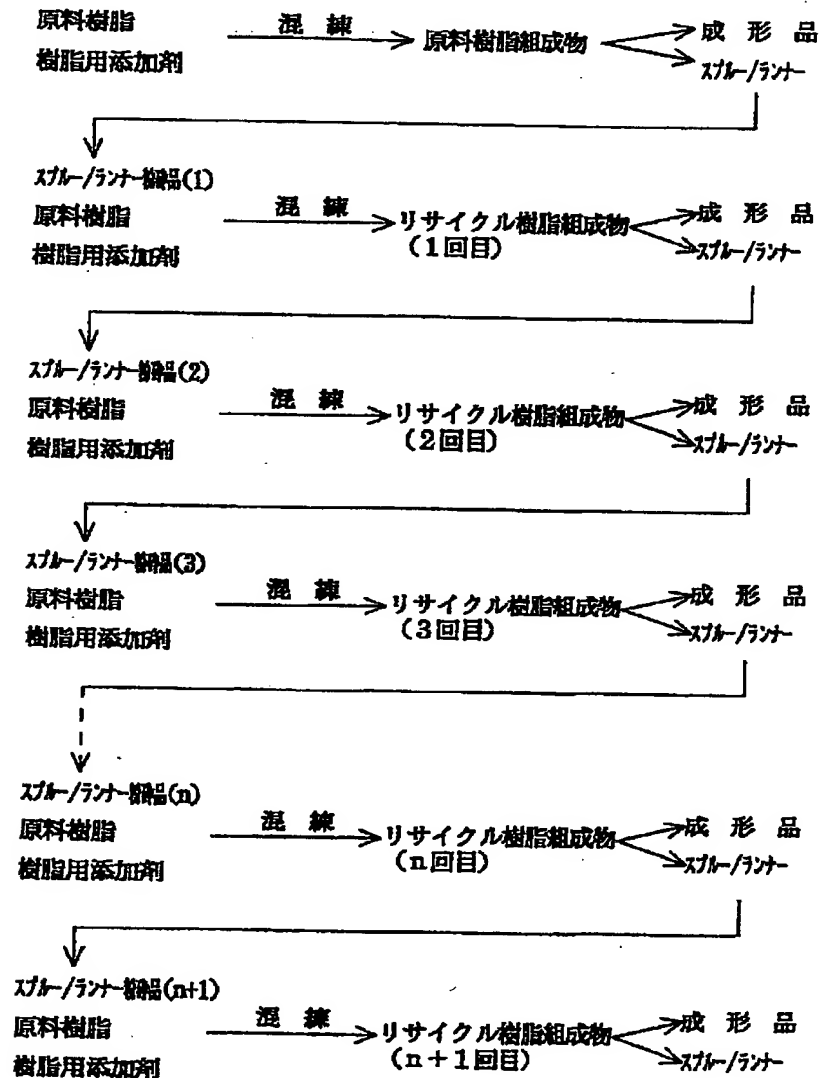 原料樹脂
混 練
原料樹脂組成物
成 形 品
樹脂用添加剤
スプルー/ランナー
スプルー/ランナー粉砕品(1)
原料樹脂
混 練
リサイクル樹脂組成物
(1回目)
成 形 品
樹脂用添加剤
スプルー/ランナー
スプルー/ランナー粉砕品(2)
原料樹脂
混 練
リサイクル樹脂組成物
(2回目)
成 形 品
樹脂用添加剤
スプルー/ランナー
スプルー/ランナー粉砕品(3)
原料樹脂
混 練
リサイクル樹脂組成物
(3回目)
成 形 品
樹脂用添加剤
スプルー/ランナー
スプルー/ランナー粉砕品(n)
原料樹脂
混 練
リサイクル樹脂組成物
(n回目)
成 形 品
樹脂用添加剤
スプルー/ランナー
スプルー/ランナー粉砕品(n+1)
原料樹脂
混 練
リサイクル樹脂組成物
(n+1回目)
成 形 品
樹脂用添加剤
スプルー/ランナー